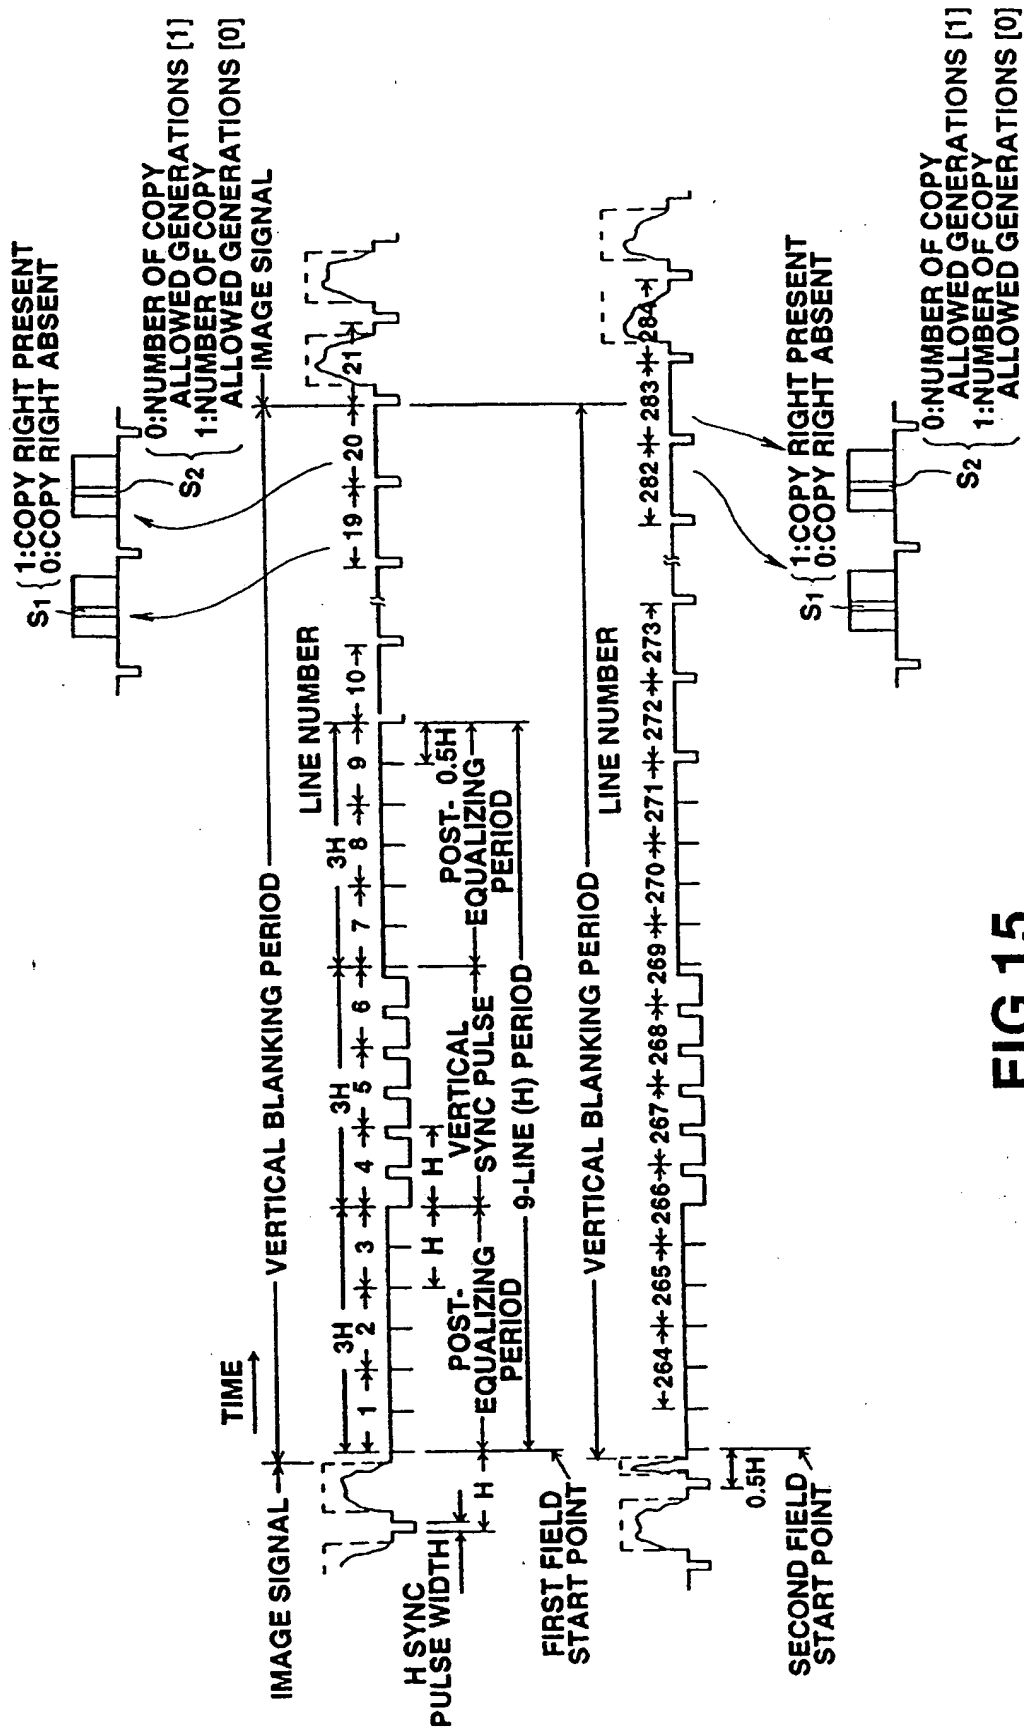 S1 { 1:COPY RIGHT PRESENT
0:COPY RIGHT ABSENT
S2
0:NUMBER OF COPY
ALLOWED GENERATIONS [1]
1:NUMBER OF COPY
ALLOWED GENERATIONS [0]
TIME
IMAGE SIGNAL
VERTICAL BLANKING PERIOD
IMAGE SIGNAL
LINE NUMBER
3H
3H
3H
1 2 3 4 5 6 7 8 9 10 19 20 21
H SYNC
PULSE WIDTH
H
H
H
0.5H
POST-
EQUALIZING
PERIOD
VERTICAL
SYNC PULSE
POST-
EQUALIZING
PERIOD
9-LINE (H) PERIOD
FIRST FIELD
START POINT
VERTICAL BLANKING PERIOD
LINE NUMBER
264 265 266 267 268 269 270 271 272 273 282 283 284
0.5H
SECOND FIELD
START POINT
S1 { 1:COPY RIGHT PRESENT
0:COPY RIGHT ABSENT
S2
0:NUMBER OF COPY
ALLOWED GENERATIONS [1]
1:NUMBER OF COPY
ALLOWED GENERATIONS [0]
FIG.15